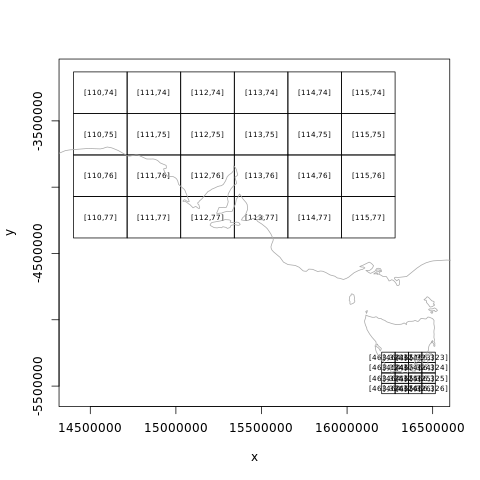 [110,74] [111,74] [112,74] [113,74] [114,74] [115,74]
-3500000
[110,75] [111,75] [112,75] [113,75] [114,75] [115,75]
[110,76] [111,76] [112,76] [113,76] [114,76] [115,76]
[110,77] [111,77] [112,77] [113,77] [114,77] [115,77]
y
-4500000
-5500000
14500000 15000000 15500000 16000000 16500000
x